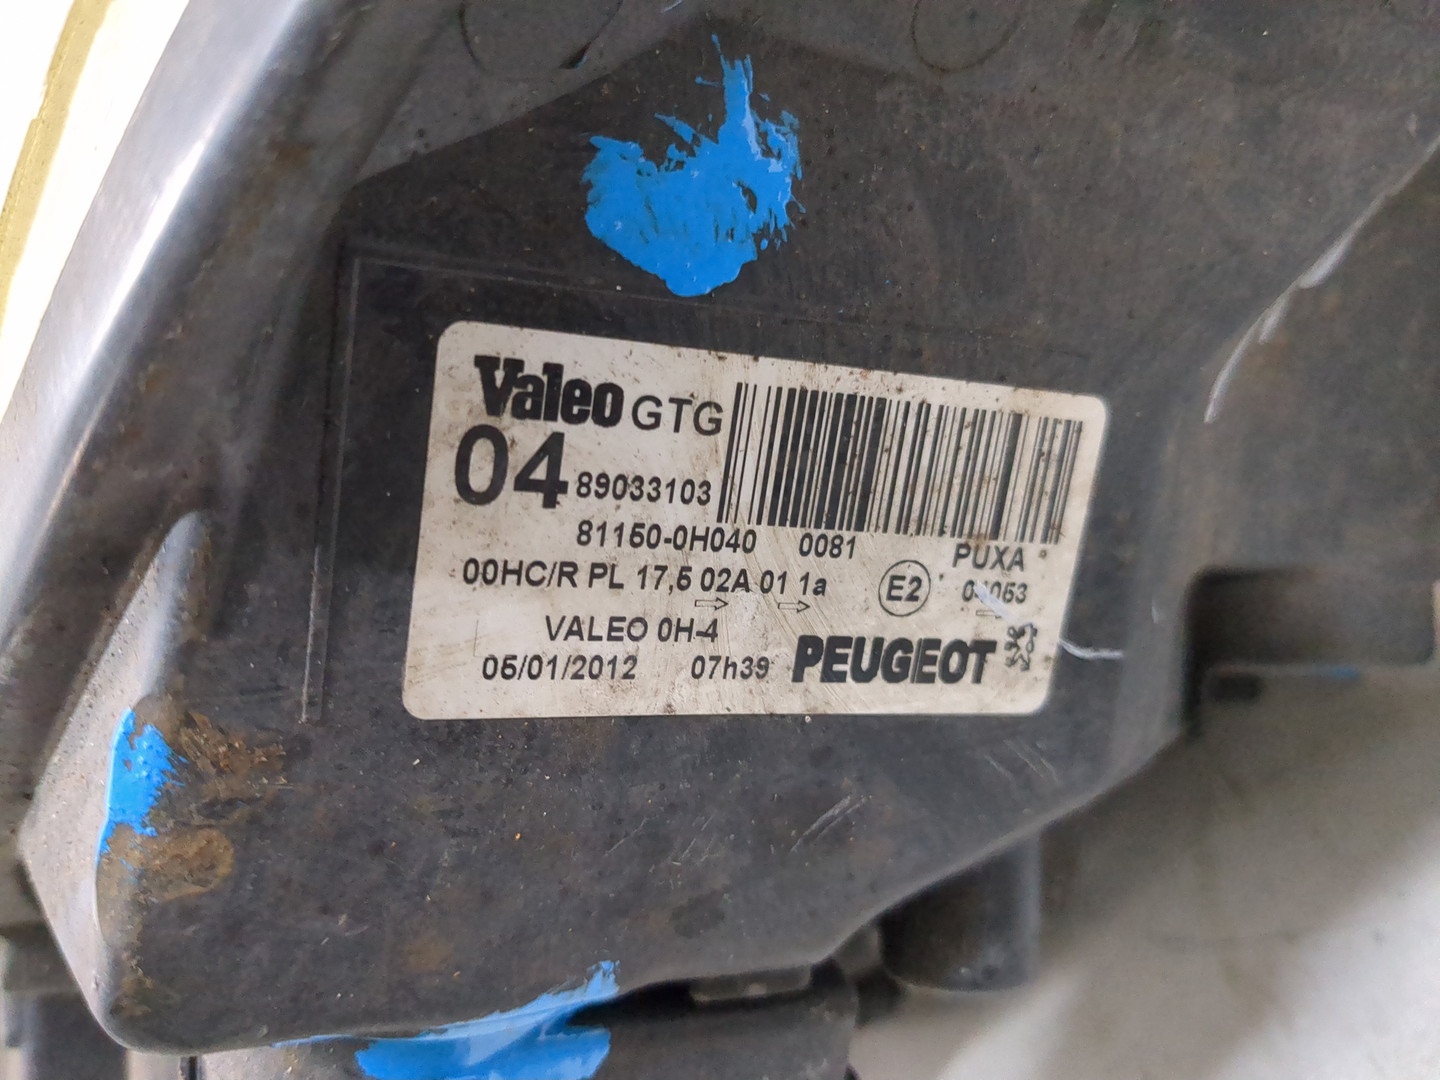 Valeo GTG
04 89033103
81150-0H040 0081 PUXA
00HC/R PL 17,5 02A 01 1a E2
VALEO 0H-4 PEUGEOT
06/01/2012 07h39